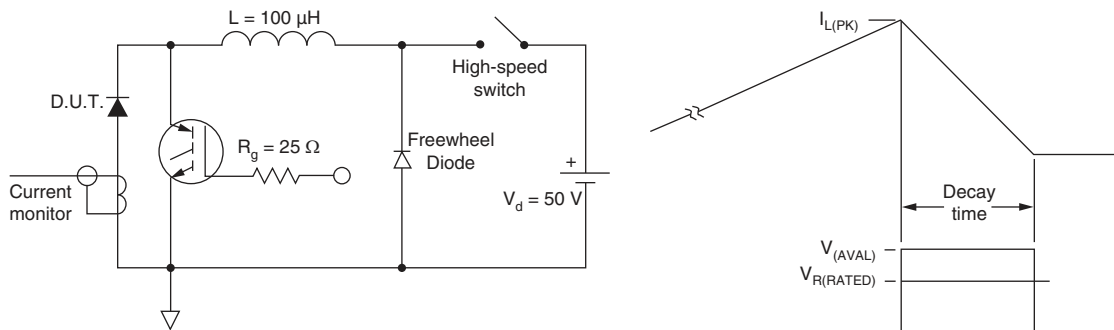 L = 100 µH
D.U.T.
High-speed
switch
R_g = 25 Ω
Freewheel
Diode
Current
monitor
+
V_d = 50 V
I_L(PK)
Decay
time
V_(AVAL)
V_R(RATED)